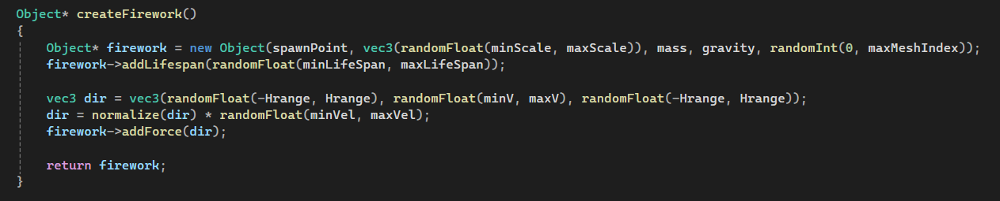 Object* createFirework()
{
    Object* firework = new Object(spawnPoint, vec3(randomFloat(minScale, maxScale)), mass, gravity, randomInt(0, maxMeshIndex));
    firework->addLifespan(randomFloat(minLifeSpan, maxLifeSpan));

    vec3 dir = vec3(randomFloat(-Hrange, Hrange), randomFloat(minV, maxV), randomFloat(-Hrange, Hrange));
    dir = normalize(dir) * randomFloat(minVel, maxVel);
    firework->addForce(dir);

    return firework;
}